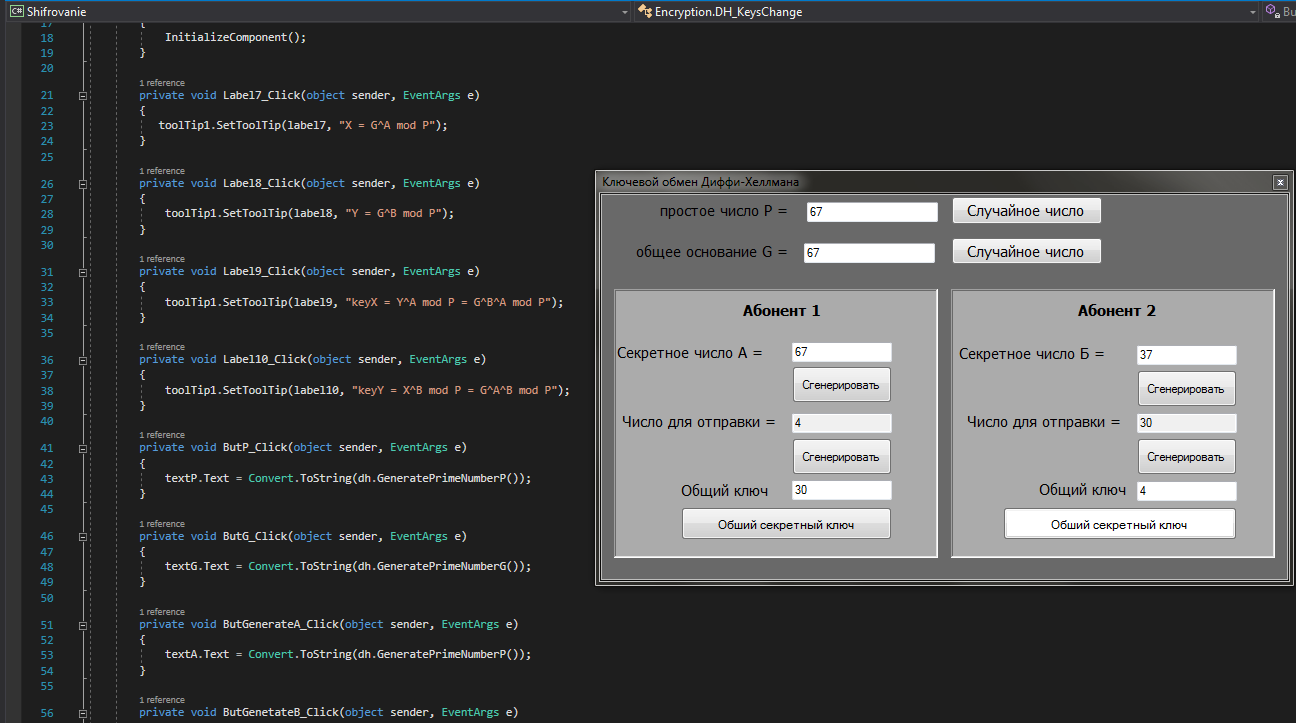 Shifrovanie
Encryption.DH_KeysChange
Bu
17 {
18 InitializeComponent();
19 }
20
1 reference
21 private void Label7_Click(object sender, EventArgs e)
22 {
23 toolTip1.SetToolTip(label7, "X = G^A mod P");
24 }
25
1 reference
26 private void Label8_Click(object sender, EventArgs e)
27 {
28 toolTip1.SetToolTip(label8, "Y = G^B mod P");
29 }
30
1 reference
31 private void Label9_Click(object sender, EventArgs e)
32 {
33 toolTip1.SetToolTip(label9, "keyX = Y^A mod P = G^B^A mod P");
34 }
35
1 reference
36 private void Label10_Click(object sender, EventArgs e)
37 {
38 toolTip1.SetToolTip(label10, "keyY = X^B mod P = G^A^B mod P");
39 }
40
1 reference
41 private void ButP_Click(object sender, EventArgs e)
42 {
43 textP.Text = Convert.ToString(dh.GeneratePrimeNumberP());
44 }
45
1 reference
46 private void ButG_Click(object sender, EventArgs e)
47 {
48 textG.Text = Convert.ToString(dh.GeneratePrimeNumberG());
49 }
50
1 reference
51 private void ButGenerateA_Click(object sender, EventArgs e)
52 {
53 textA.Text = Convert.ToString(dh.GeneratePrimeNumberP());
54 }
55
1 reference
56 private void ButGenetateB_Click(object sender, EventArgs e)
Ключевой обмен Диффи-Хеллмана
простое число P = 67 Случайное число
общее основание G = 67 Случайное число
Абонент 1
Секретное число А = 67
Сгенерировать
Число для отправки = 4
Сгенерировать
Общий ключ 30
Обший секретный ключ
Абонент 2
Секретное число Б = 37
Сгенерировать
Число для отправки = 30
Сгенерировать
Общий ключ 4
Обший секретный ключ